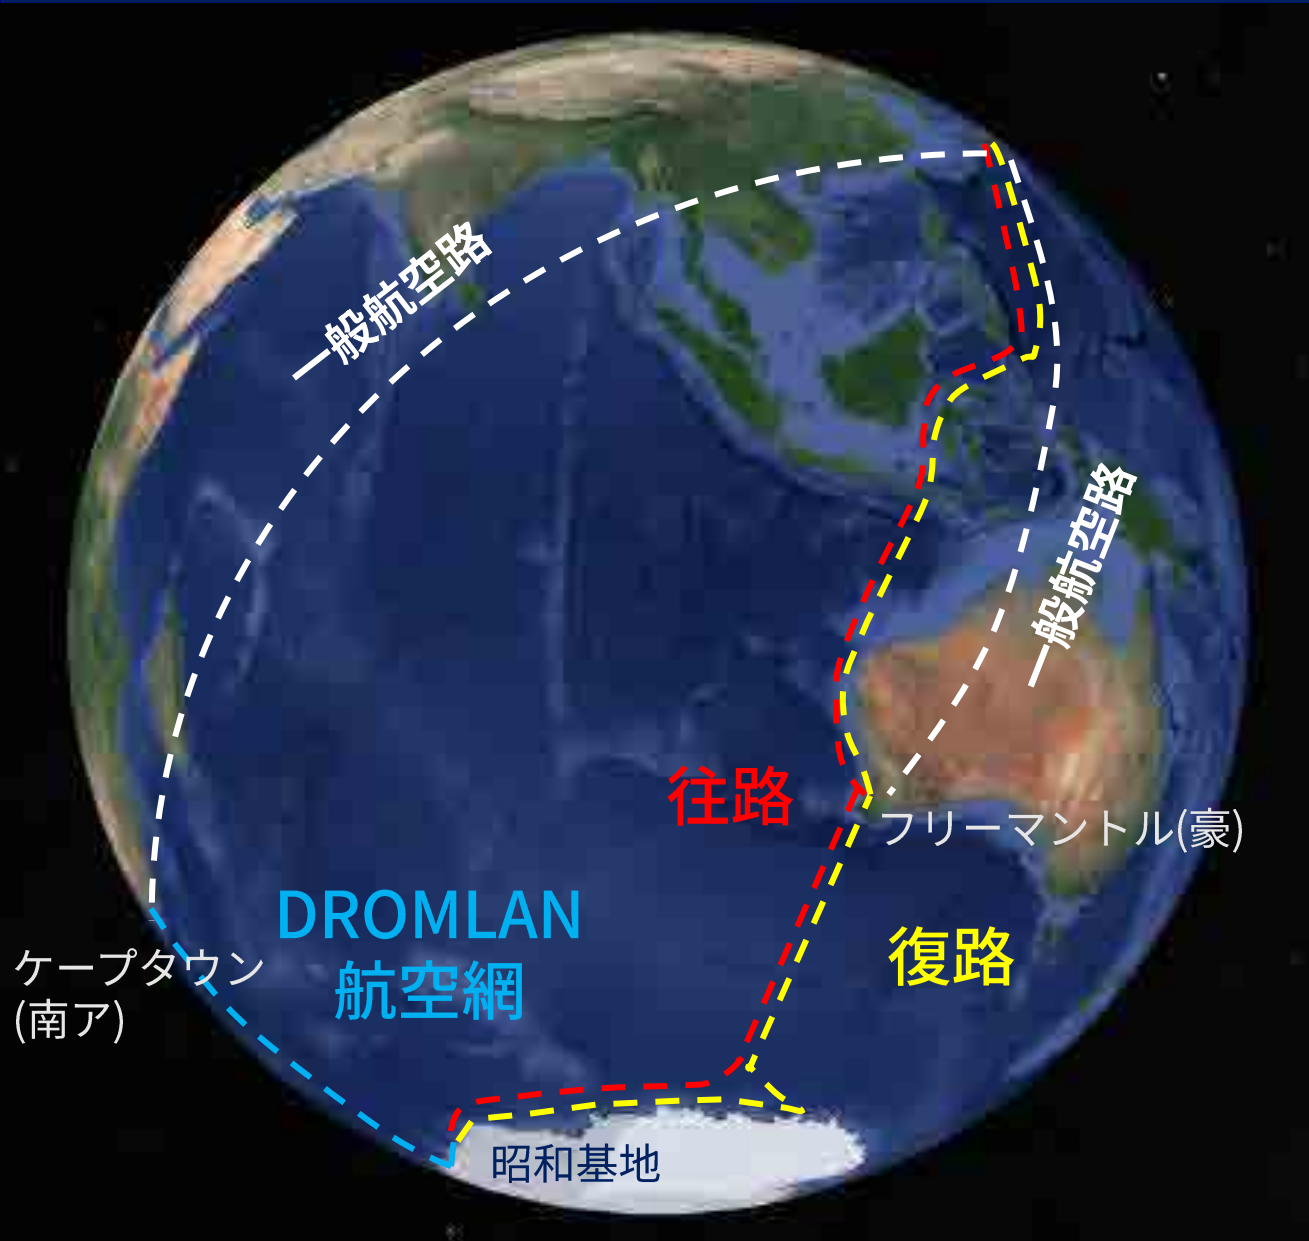 一般航空路
一般航空路
往路
フリーマントル(豪)
DROMLAN
航空網
復路
ケープタウン
(南ア)
昭和基地